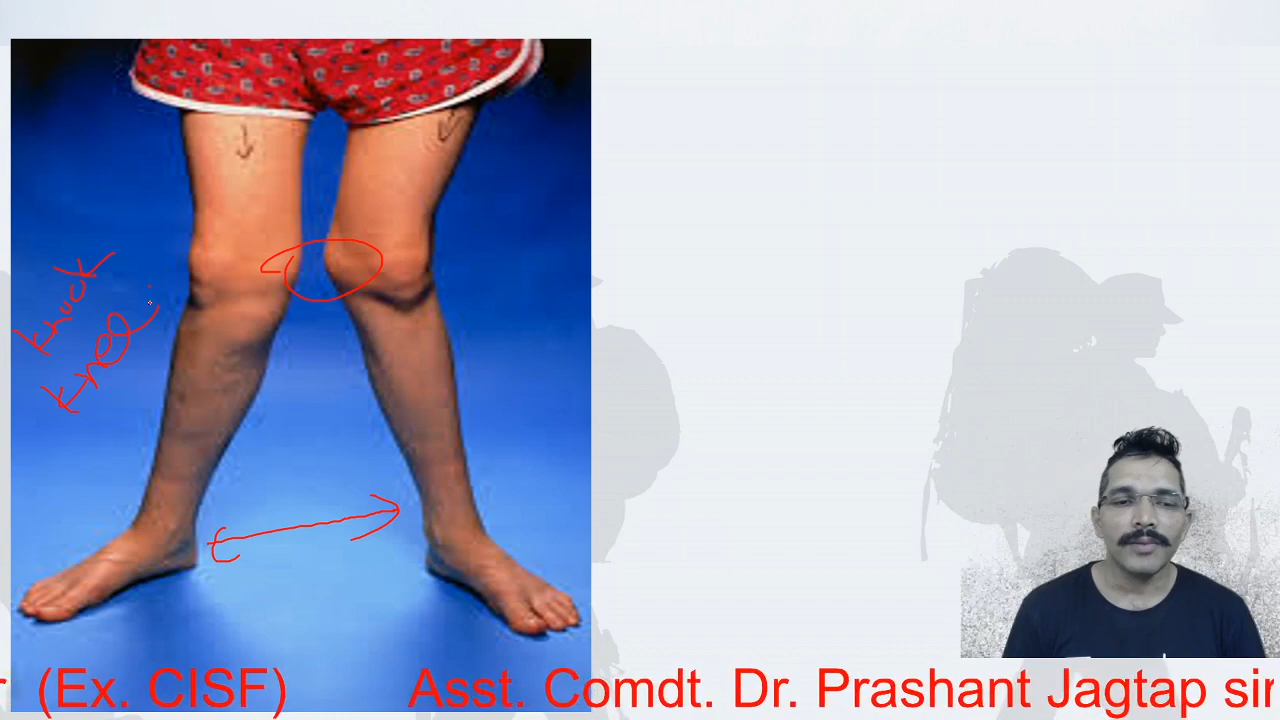 knock
knee
r (Ex. CISF) Asst. Comdt. Dr. Prashant Jagtap sir